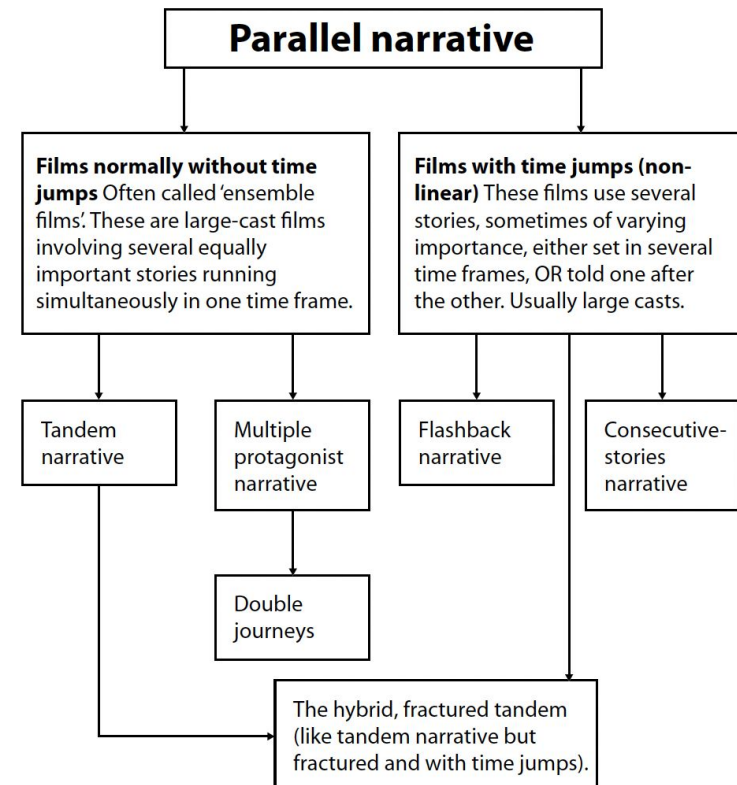 Parallel narrative
Films normally without time
jumps Often called ‘ensemble
films’. These are large-cast films
involving several equally
important stories running
simultaneously in one time frame.
Films with time jumps (non-
linear) These films use several
stories, sometimes of varying
importance, either set in several
time frames, OR told one after
the other. Usually large casts.
Tandem
narrative
Multiple
protagonist
narrative
Flashback
narrative
Consecutive-
stories
narrative
Double
journeys
The hybrid, fractured tandem
(like tandem narrative but
fractured and with time jumps).